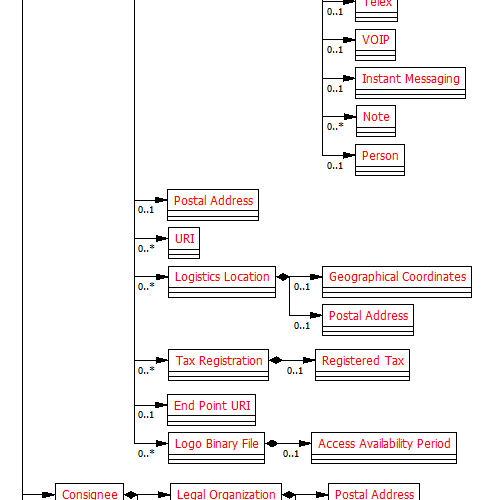 Telex
0..1
VOIP
0..1
Instant Messaging
0..1
Note
0..*
Person
0..1
Postal Address
0..1
URI
0..*
Logistics Location
0..*
Geographical Coordinates
0..1
Postal Address
0..1
Tax Registration
0..*
Registered Tax
0..1
End Point URI
0..1
Logo Binary File
0..*
Access Availability Period
0..1
Consignee
Legal Organization
Postal Address